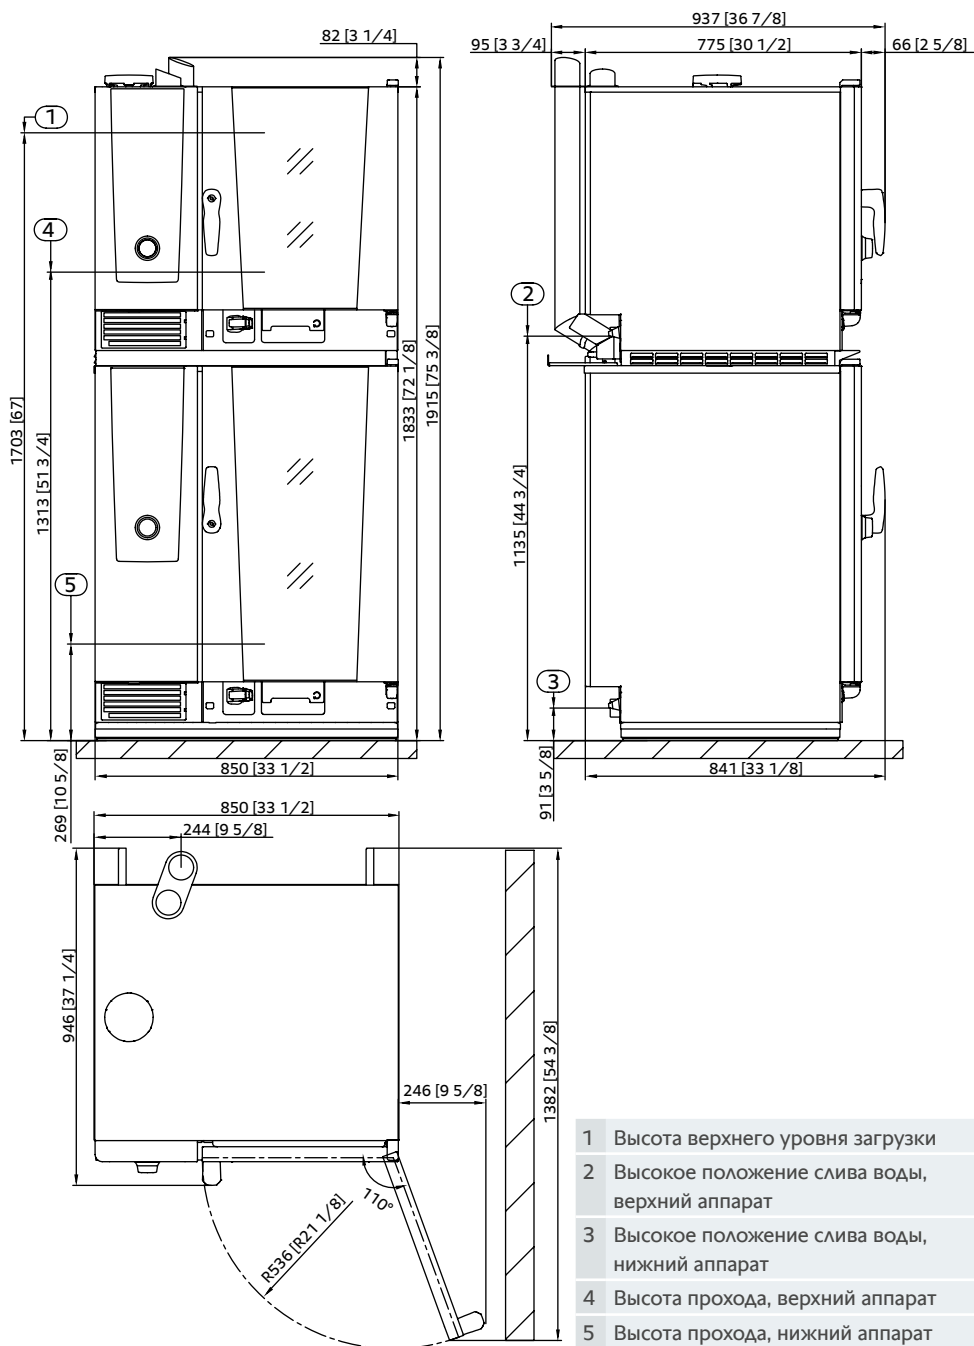 82 [3 1/4]
1
4
5
1703 [67]
1313 [51 3/4]
1833 [72 1/8]
1915 [75 3/8]
269 [10 5/8]
850 [33 1/2]
937 [36 7/8]
95 [3 3/4]
775 [30 1/2]
66 [2 5/8]
2
3
1135 [44 3/4]
91 [3 5/8]
841 [33 1/8]
850 [33 1/2]
244 [9 5/8]
946 [37 1/4]
246 [9 5/8]
1382 [54 3/8]
110°
R536 [R21 1/8]
1 Высота верхнего уровня загрузки
2 Высокое положение слива воды,
верхний аппарат
3 Высокое положение слива воды,
нижний аппарат
4 Высота прохода, верхний аппарат
5 Высота прохода, нижний аппарат